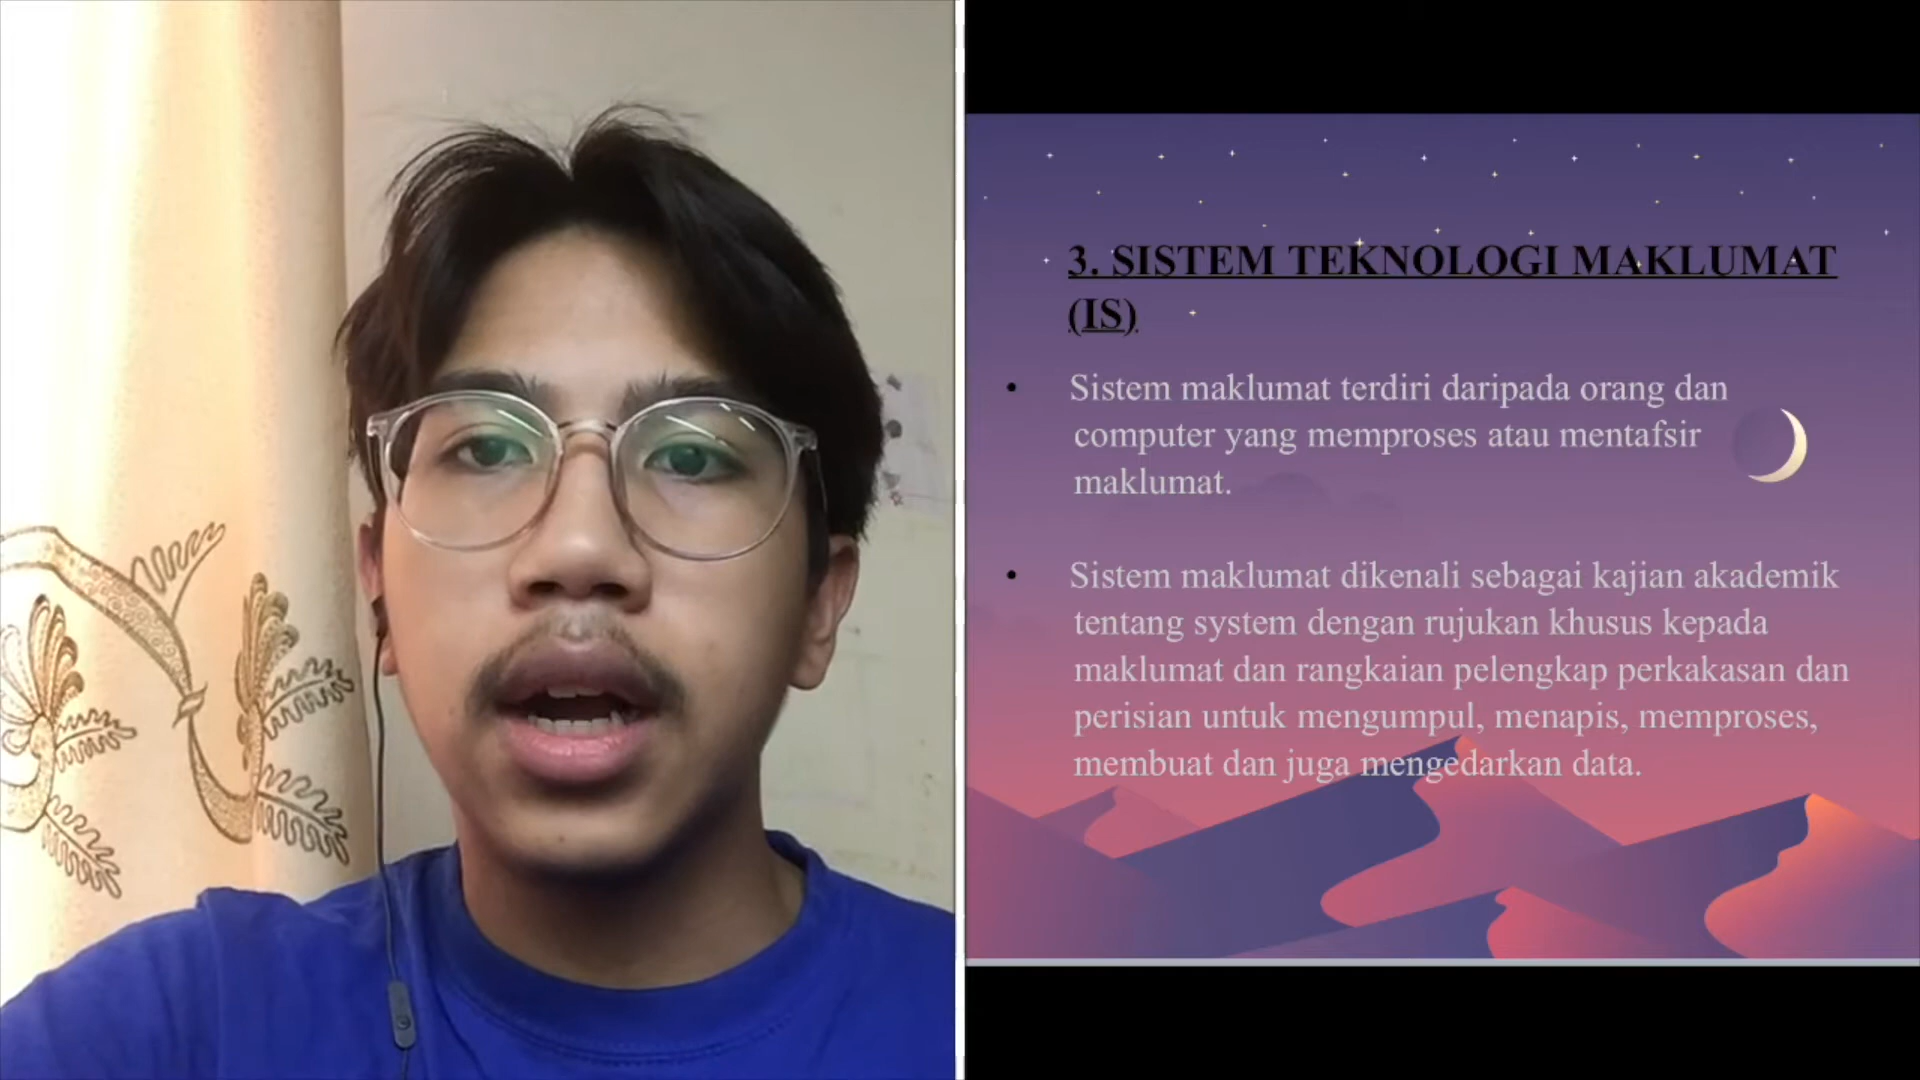 3. SISTEM TEKNOLOGI MAKLUMAT
(IS)
• Sistem maklumat terdiri daripada orang dan
computer yang memproses atau mentafsir
maklumat.
• Sistem maklumat dikenali sebagai kajian akademik
tentang system dengan rujukan khusus kepada
maklumat dan rangkaian pelengkap perkakasan dan
perisian untuk mengumpul, menapis, memproses,
membuat dan juga mengedarkan data.